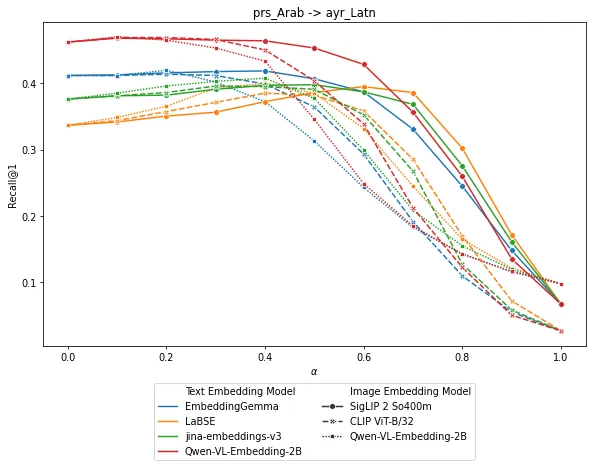 prs_Arab -> ayr_Latn
Recall@1
0.4
0.3
0.2
0.1
0.0 0.2 0.4 0.6 0.8 1.0
α
Text Embedding Model Image Embedding Model
EmbeddingGemma SigLIP 2 So400m
LaBSE CLIP ViT-B/32
jina-embeddings-v3 Qwen-VL-Embedding-2B
Qwen-VL-Embedding-2B